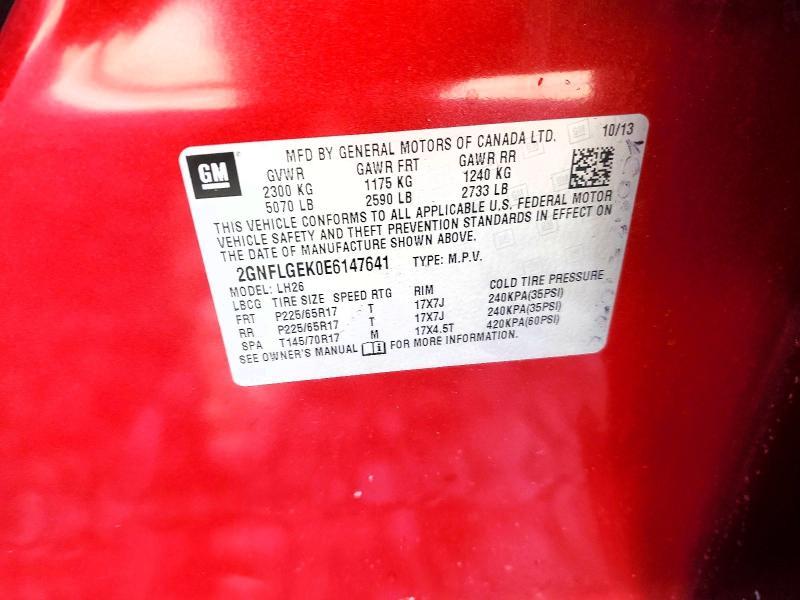 GM
MFD BY GENERAL MOTORS OF CANADA LTD. 10/13
GVWR GAWR FRT GAWR RR
2300 KG 1175 KG 1240 KG
5070 LB 2590 LB 2733 LB
THIS VEHICLE CONFORMS TO ALL APPLICABLE U.S. FEDERAL MOTOR
VEHICLE SAFETY AND THEFT PREVENTION STANDARDS IN EFFECT ON
THE DATE OF MANUFACTURE SHOWN ABOVE.
2GNFLGEK0E6147641 TYPE: M.P.V.
MODEL: LH26
LBCG TIRE SIZE SPEED RTG RIM COLD TIRE PRESSURE
FRT P225/65R17 T 17X7J 240KPA(35PSI)
RR P225/65R17 T 17X7J 240KPA(35PSI)
SPA T145/70R17 M 17X4.5T 420KPA(60PSI)
SEE OWNER'S MANUAL FOR MORE INFORMATION.